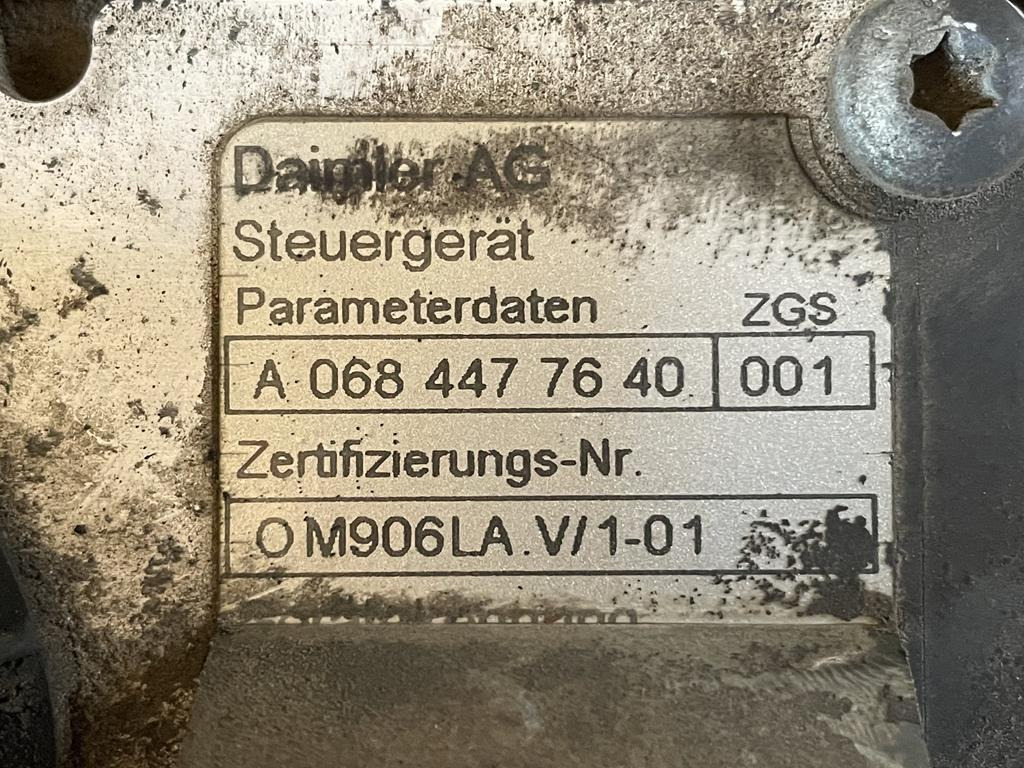 Daimler AG
Steuergerät
Parameterdaten ZGS
A 068 447 76 40 001
Zertifizierungs-Nr.
OM906LA.V/1-01